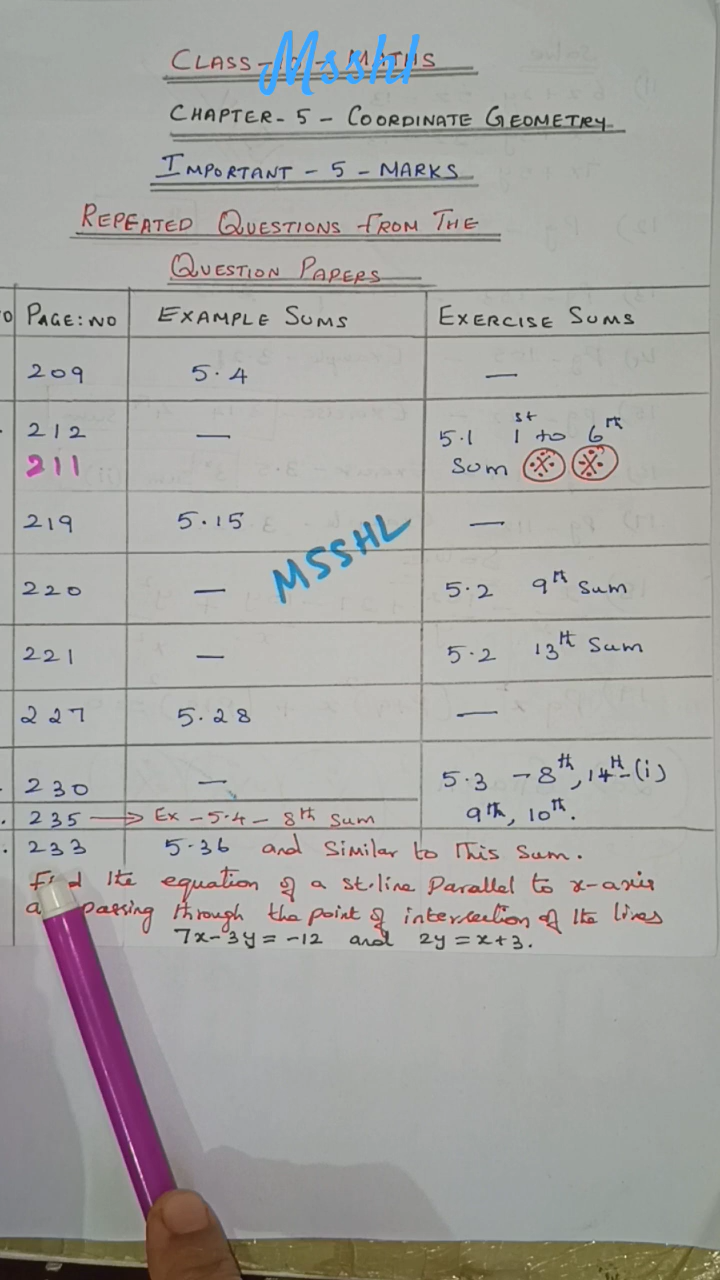 CLASS-10-MATHS
Msshl
CHAPTER-5-COORDINATE GEOMETRY
IMPORTANT-5-MARKS
REPEATED QUESTIONS FROM THE
QUESTION PAPERS
O PAGE:NO EXAMPLE SUMS EXERCISE SUMS
209 5.4 —
212 — 5.1 1st to 6th
211 Sum
219 5.15 —
MSSHL
220 — 5.2 9th Sum
221 — 5.2 13th Sum
227 5.28 —
230 — 5.3 - 8th, 14th-(i)
235 → Ex-5.4-8th Sum 9th, 10th.
233 5.36 and Similar to This Sum.
the equation of a st.line Parallel to x-axis
passing through the point of intersection of the lines
7x-3y=-12 and 2y=x+3.